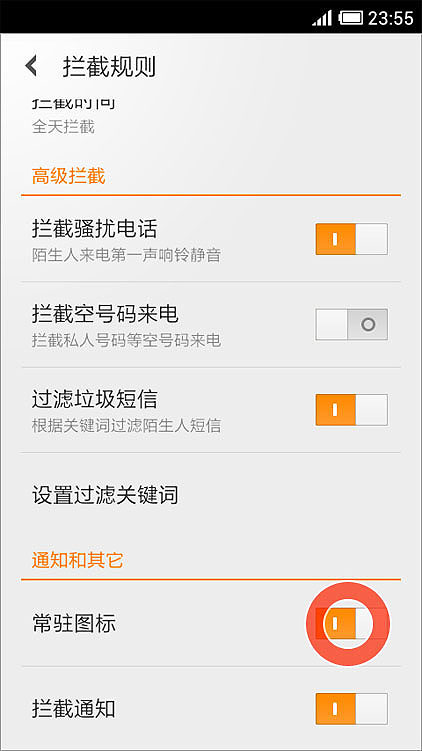 23:55
拦截规则
拦截时间
全天拦截
高级拦截
拦截骚扰电话
陌生人来电第一声响铃静音
拦截空号码来电
拦截私人号码等空号码来电
过滤垃圾短信
根据关键词过滤陌生人短信
设置过滤关键词
通知和其它
常驻图标
拦截通知